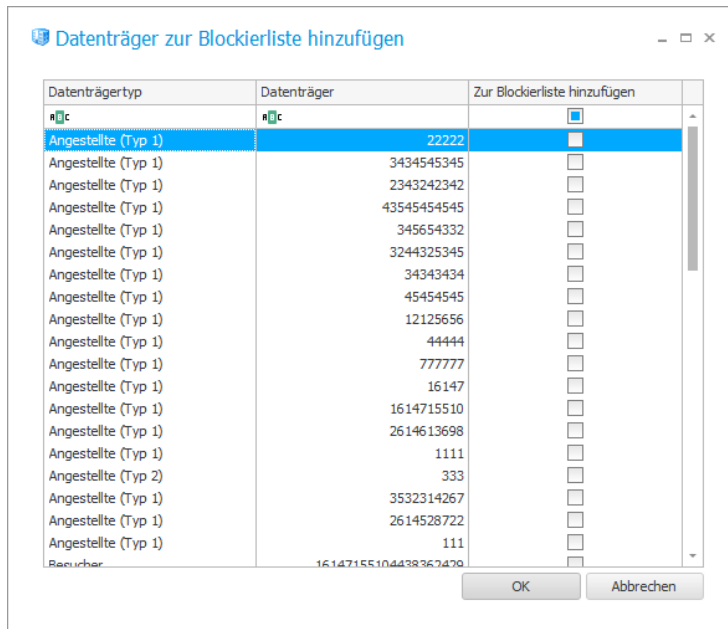 Datenträger zur Blockierliste hinzufügen
Datenträgertyp Datenträger Zur Blockierliste hinzufügen
ABC ABC
Angestellte (Typ 1) 22222
Angestellte (Typ 1) 3434545345
Angestellte (Typ 1) 2343242342
Angestellte (Typ 1) 43545454545
Angestellte (Typ 1) 345654332
Angestellte (Typ 1) 3244325345
Angestellte (Typ 1) 34343434
Angestellte (Typ 1) 45454545
Angestellte (Typ 1) 12125656
Angestellte (Typ 1) 44444
Angestellte (Typ 1) 777777
Angestellte (Typ 1) 16147
Angestellte (Typ 1) 1614715510
Angestellte (Typ 1) 2614613698
Angestellte (Typ 1) 1111
Angestellte (Typ 2) 333
Angestellte (Typ 1) 3532314267
Angestellte (Typ 1) 2614528722
Angestellte (Typ 1) 111
Besucher 16147155104438362429
OK Abbrechen